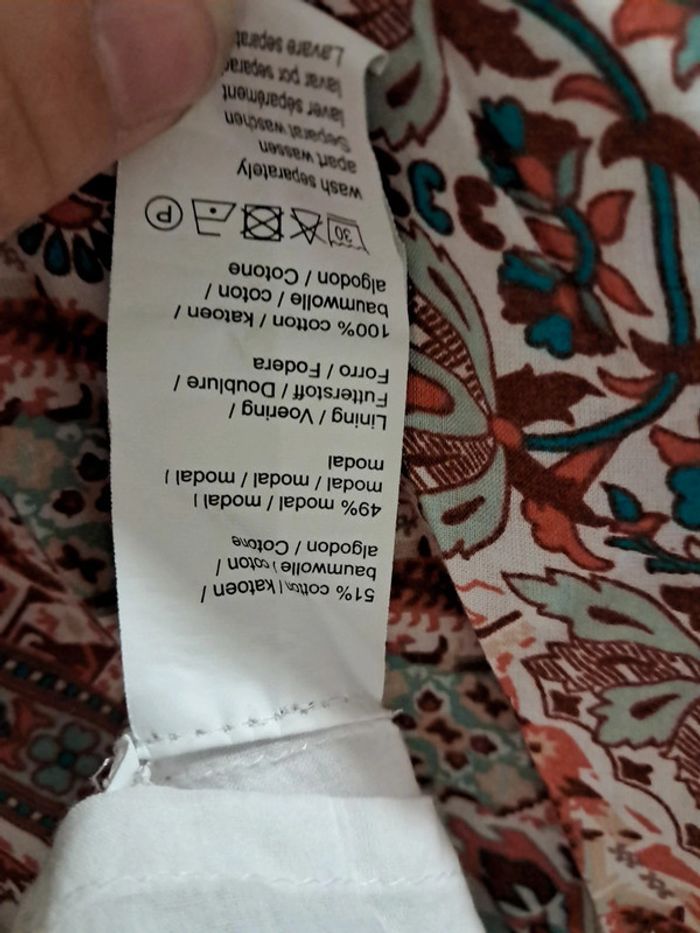 51% cotton / katoen /
baumwolle / coton /
algodon / Cotone
49% modal / modal /
modal / modal / modal /
modal
Lining / Voering /
Futterstoff / Doublure /
Forro / Fodera
100% cotton / katoen /
baumwolle / coton /
algodon / Cotone
30 P
wash separately
apart wassen
Separat waschen
laver séparément
lavar por separad
Lavare separat